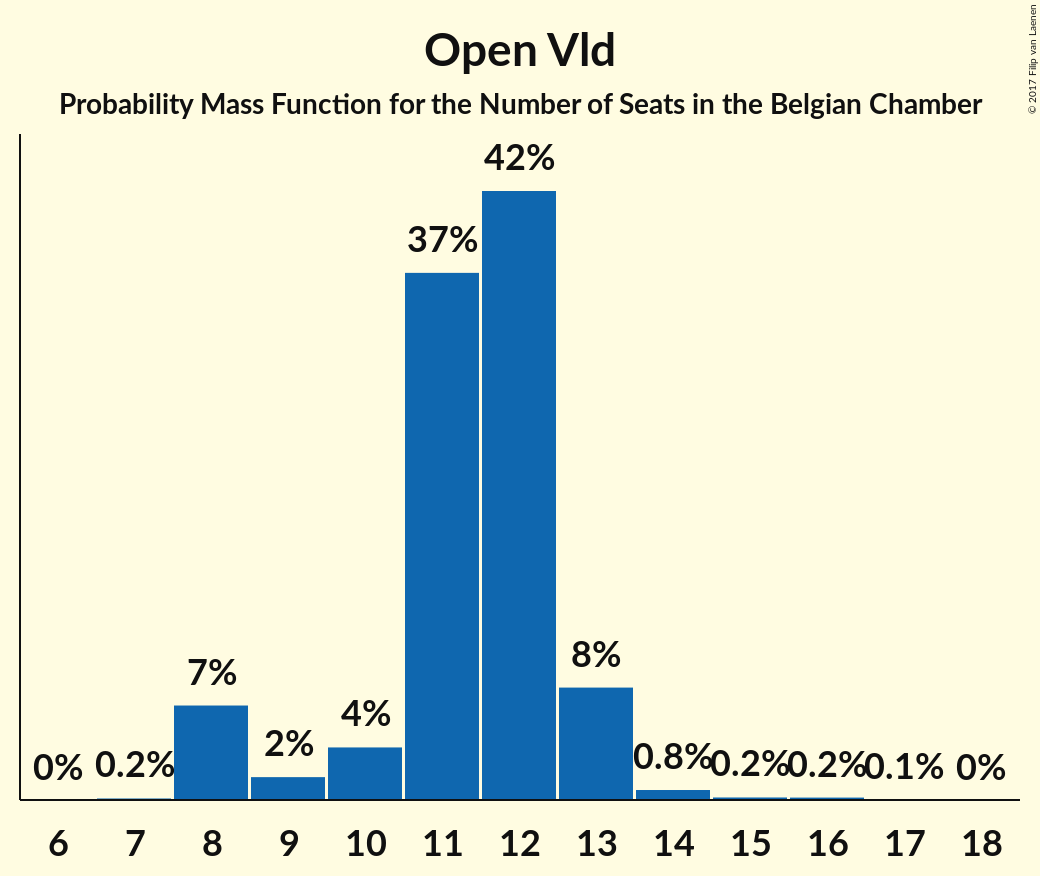 Open Vld
Probability Mass Function for the Number of Seats in the Belgian Chamber
© 2017 Filip van Laenen
42%
37%
8%
7%
4%
2%
0% 0.2% 0.8% 0.2% 0.2% 0.1% 0%
6 7 8 9 10 11 12 13 14 15 16 17 18